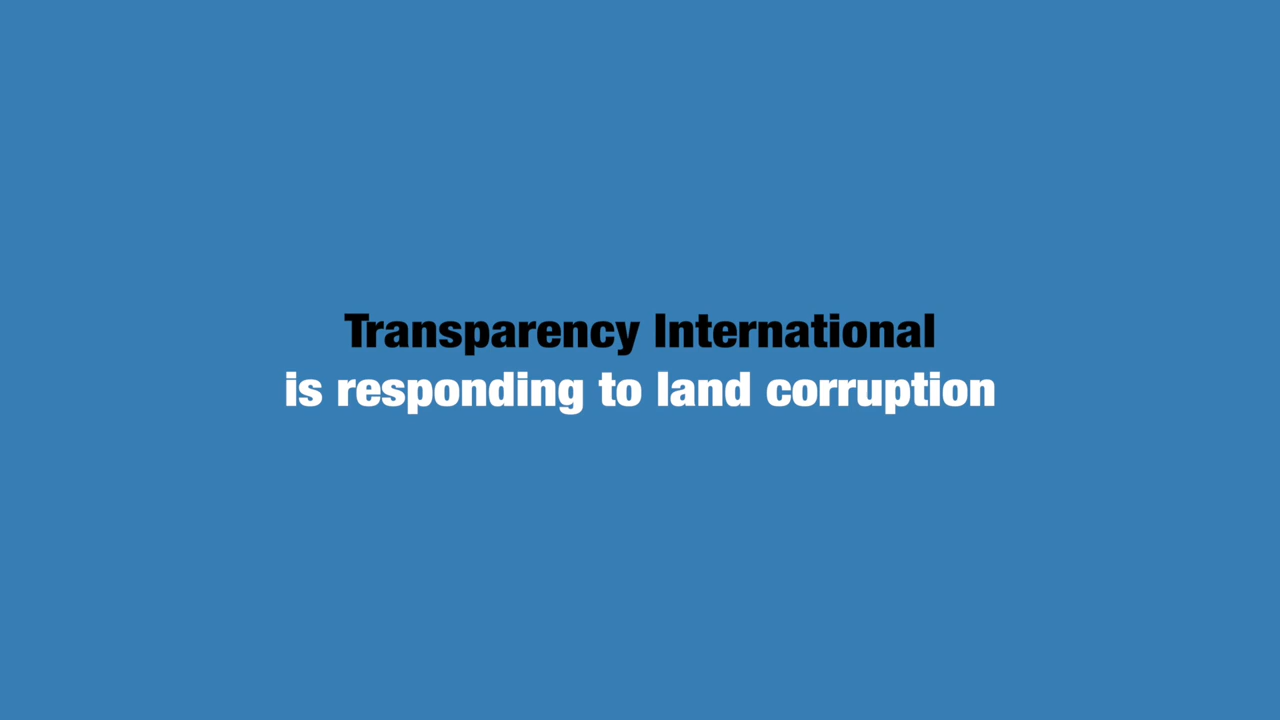 Transparency International
is responding to land corruption